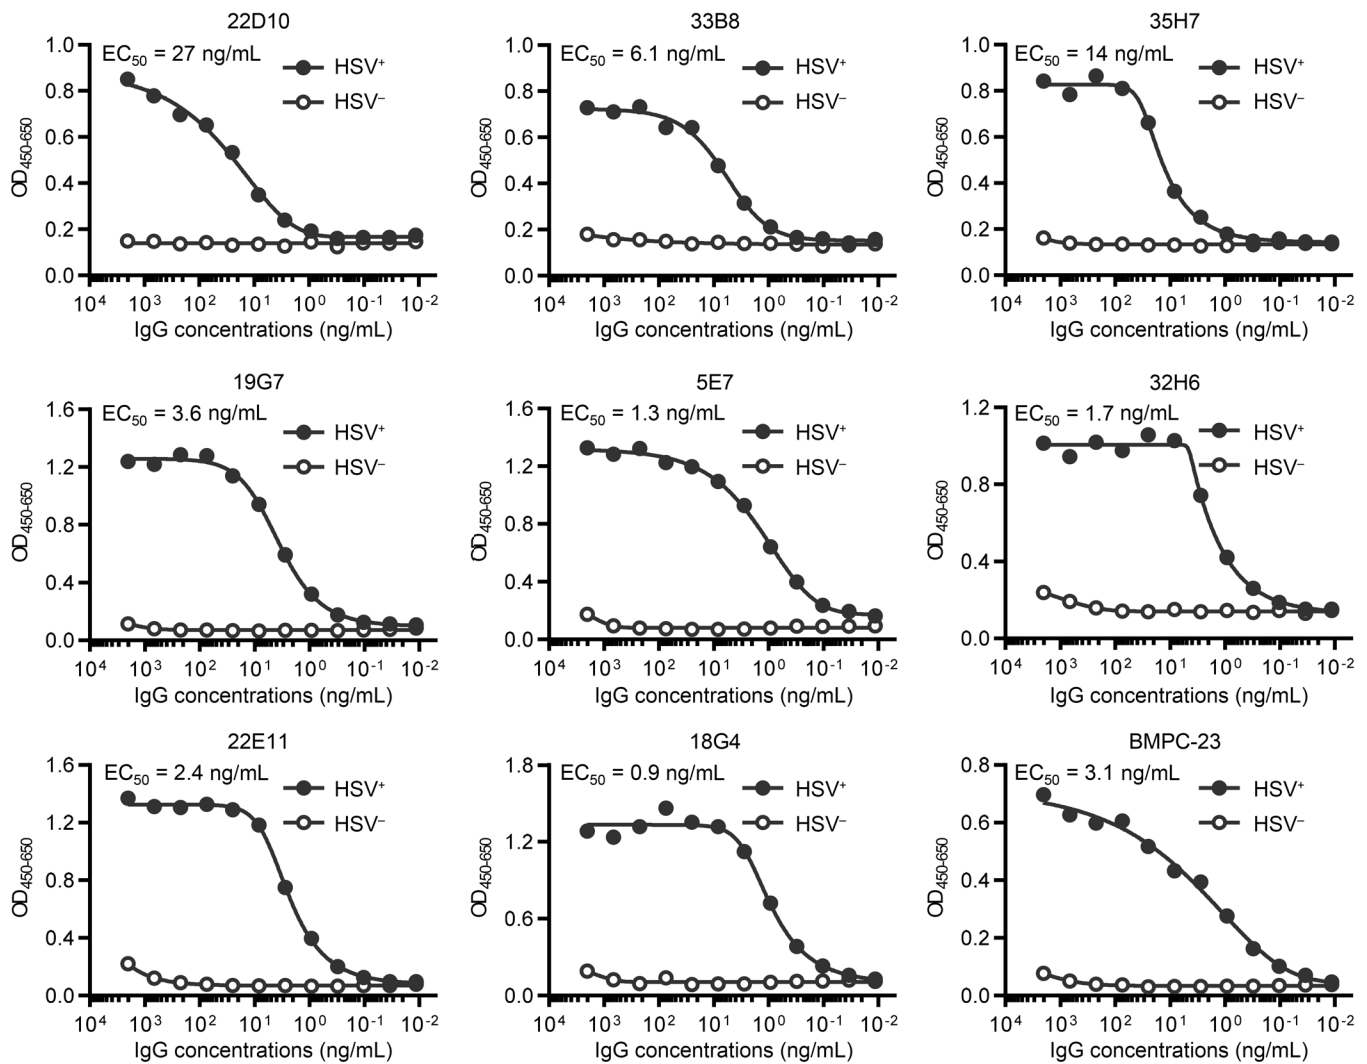 22D10
EC50 = 27 ng/mL
HSV+
HSV–
OD450-650
1.0
0.8
0.6
0.4
0.2
0.0
10^4 10^3 10^2 10^1 10^0 10^-1 10^-2
IgG concentrations (ng/mL)
33B8
EC50 = 6.1 ng/mL
HSV+
HSV–
OD450-650
1.0
0.8
0.6
0.4
0.2
0.0
10^4 10^3 10^2 10^1 10^0 10^-1 10^-2
IgG concentrations (ng/mL)
35H7
EC50 = 14 ng/mL
HSV+
HSV–
OD450-650
1.0
0.8
0.6
0.4
0.2
0.0
10^4 10^3 10^2 10^1 10^0 10^-1 10^-2
IgG concentrations (ng/mL)
19G7
EC50 = 3.6 ng/mL
HSV+
HSV–
OD450-650
1.6
1.2
0.8
0.4
0.0
10^4 10^3 10^2 10^1 10^0 10^-1 10^-2
IgG concentrations (ng/mL)
5E7
EC50 = 1.3 ng/mL
HSV+
HSV–
OD450-650
1.6
1.2
0.8
0.4
0.0
10^4 10^3 10^2 10^1 10^0 10^-1 10^-2
IgG concentrations (ng/mL)
32H6
EC50 = 1.7 ng/mL
HSV+
HSV–
OD450-650
1.2
0.8
0.4
0.0
10^4 10^3 10^2 10^1 10^0 10^-1 10^-2
IgG concentrations (ng/mL)
22E11
EC50 = 2.4 ng/mL
HSV+
HSV–
OD450-650
1.6
1.2
0.8
0.4
0.0
10^4 10^3 10^2 10^1 10^0 10^-1 10^-2
IgG concentrations (ng/mL)
18G4
EC50 = 0.9 ng/mL
HSV+
HSV–
OD450-650
1.8
1.2
0.6
0.0
10^4 10^3 10^2 10^1 10^0 10^-1 10^-2
IgG concentrations (ng/mL)
BMPC-23
EC50 = 3.1 ng/mL
HSV+
HSV–
OD450-650
0.8
0.6
0.4
0.2
0.0
10^4 10^3 10^2 10^1 10^0 10^-1 10^-2
IgG concentrations (ng/mL)